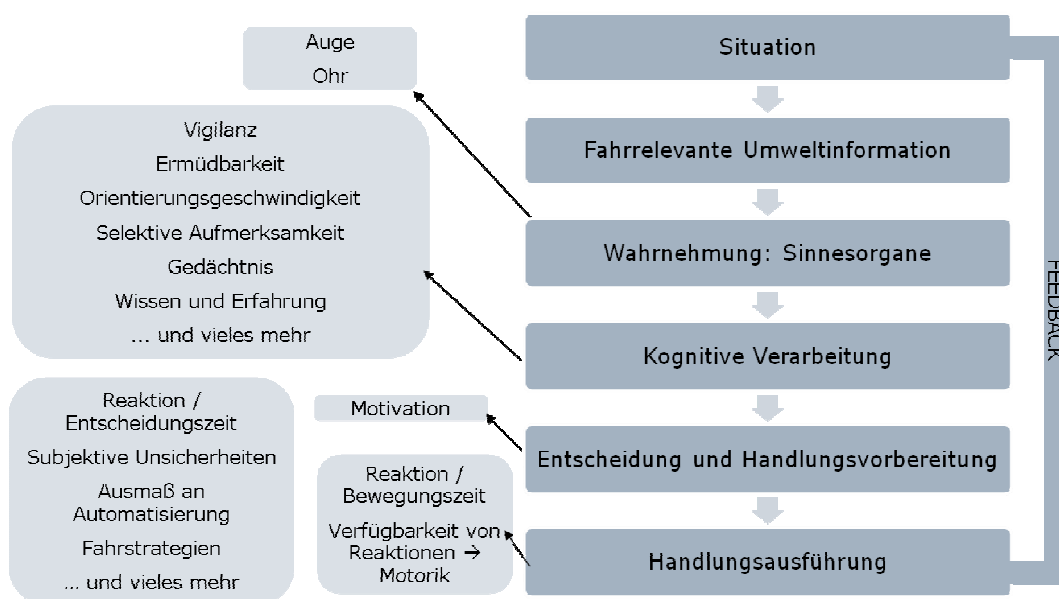 Auge
Ohr
Vigilanz
Ermüdbarkeit
Orientierungsgeschwindigkeit
Selektive Aufmerksamkeit
Gedächtnis
Wissen und Erfahrung
... und vieles mehr
Reaktion /
Entscheidungszeit
Subjektive Unsicherheiten
Ausmaß an
Automatisierung
Fahrstrategien
... und vieles mehr
Motivation
Reaktion /
Bewegungszeit
Verfügbarkeit von
Reaktionen →
Motorik
Situation
Fahrrelevante Umweltinformation
Wahrnehmung: Sinnesorgane
Kognitive Verarbeitung
Entscheidung und Handlungsvorbereitung
Handlungsausführung
FEEDBACK